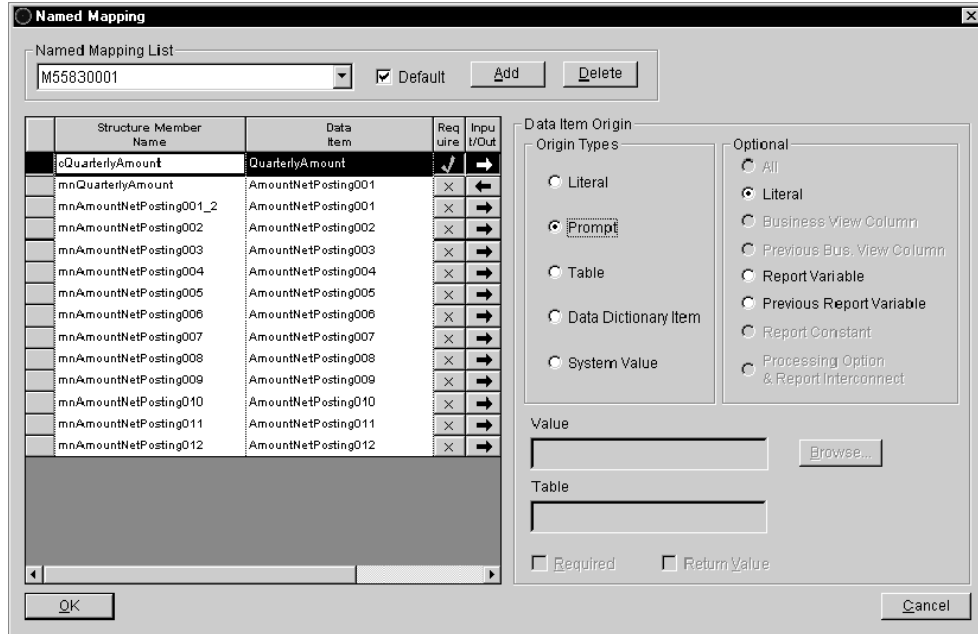 Named Mapping
Named Mapping List
M55830001
Default
Add
Delete
Structure Member Name
Data Item
Req uire
Inpu t/Out
cQuarterlyAmount QuarterlyAmount
mnQuarterlyAmount AmountNetPosting001
mnAmountNetPosting001_2 AmountNetPosting001
mnAmountNetPosting002 AmountNetPosting002
mnAmountNetPosting003 AmountNetPosting003
mnAmountNetPosting004 AmountNetPosting004
mnAmountNetPosting005 AmountNetPosting005
mnAmountNetPosting006 AmountNetPosting006
mnAmountNetPosting007 AmountNetPosting007
mnAmountNetPosting008 AmountNetPosting008
mnAmountNetPosting009 AmountNetPosting009
mnAmountNetPosting010 AmountNetPosting010
mnAmountNetPosting011 AmountNetPosting011
mnAmountNetPosting012 AmountNetPosting012
Data Item Origin
Origin Types
Literal
Prompt
Table
Data Dictionary Item
System Value
Optional
All
Literal
Business View Column
Previous Bus. View Column
Report Variable
Previous Report Variable
Report Constant
Processing Option
& Report Interconnect
Value
Browse...
Table
Required
Return Value
OK
Cancel